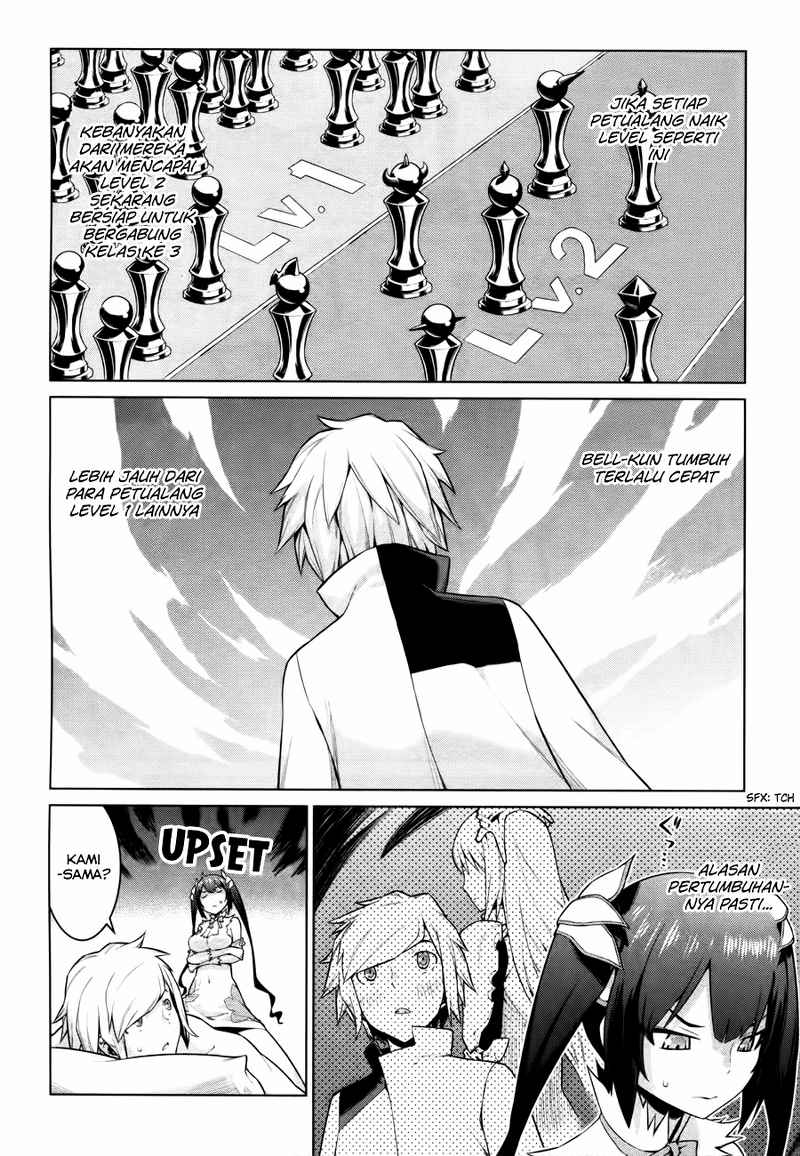 JIKA SETIAP
PETUALANG NAIK
LEVEL SEPERTI
INI
KEBANYAKAN
DARI MEREKA
AKAN MENCAPAI
LEVEL 2
SEKARANG
BERSIAP UNTUK
BERGABUNG
KELAS KE 3
Lv.1
Lv.2
BELL-KUN TUMBUH
TERLALU CEPAT
LEBIH JAUH DARI
PARA PETUALANG
LEVEL 1 LAINNYA
SFX: TCH
ぐっ
ALASAN
PERTUMBUHAN-
NYA PASTI...
UPSET
KAMI
-SAMA?